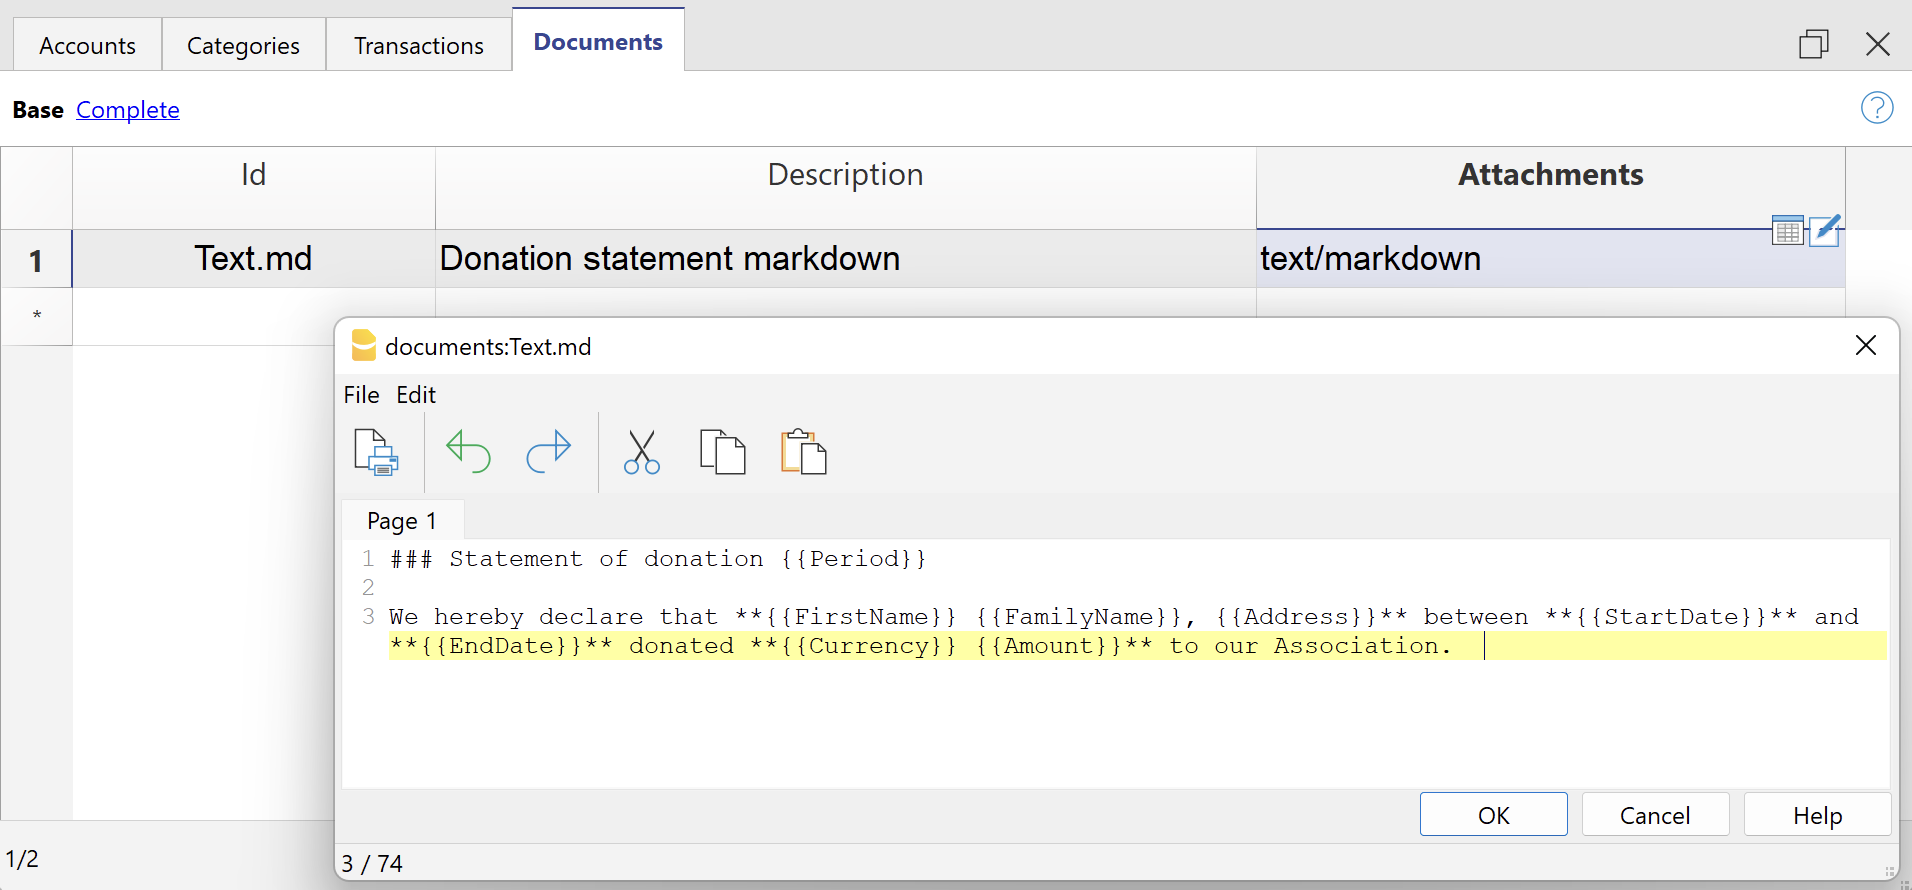 Accounts Categories Transactions Documents
Base Complete
?
Id Description Attachments
1 Text.md Donation statement markdown text/markdown
*
documents:Text.md
File Edit
Page 1
1 ### Statement of donation {{Period}}
2
3 We hereby declare that **{{FirstName}} {{FamilyName}}, {{Address}}** between **{{StartDate}}** and
**{{EndDate}}** donated **{{Currency}} {{Amount}}** to our Association.
OK Cancel Help
1/2
3 / 74